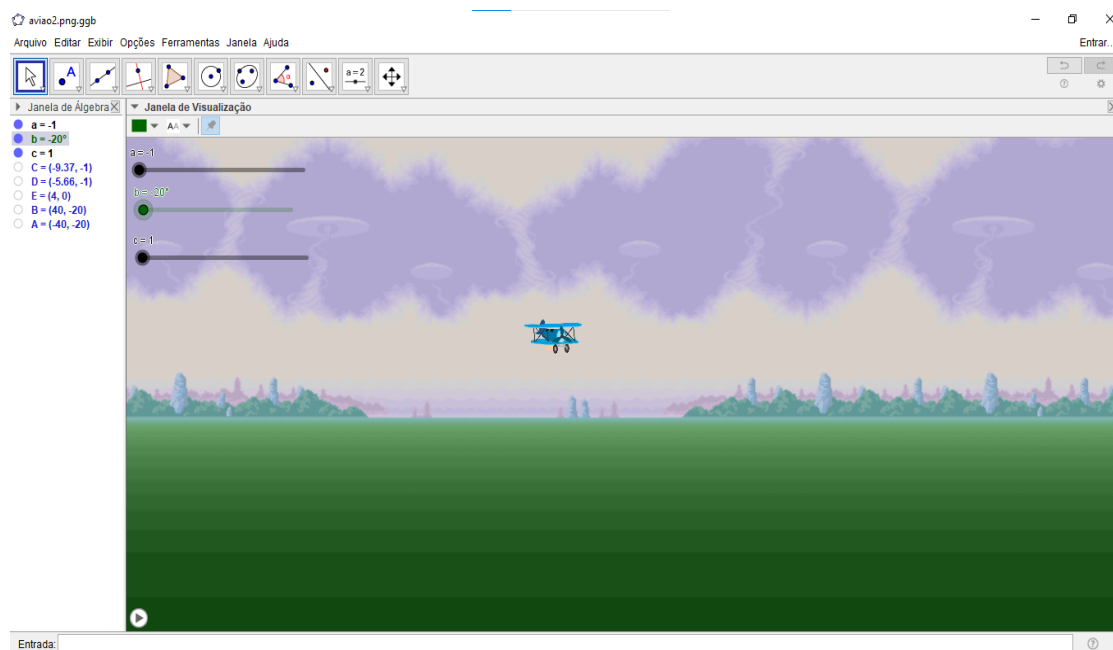 aviao2.png.ggb
Arquivo Editar Exibir Opções Ferramentas Janela Ajuda
Entrar...
A
α
a=2
Janela de Álgebra
Janela de Visualização
AA
a = -1
b = -20°
c = 1
C = (-9.37, -1)
D = (-5.66, -1)
E = (4, 0)
B = (40, -20)
A = (-40, -20)
a = -1
b = -20°
c = 1
Entrada: